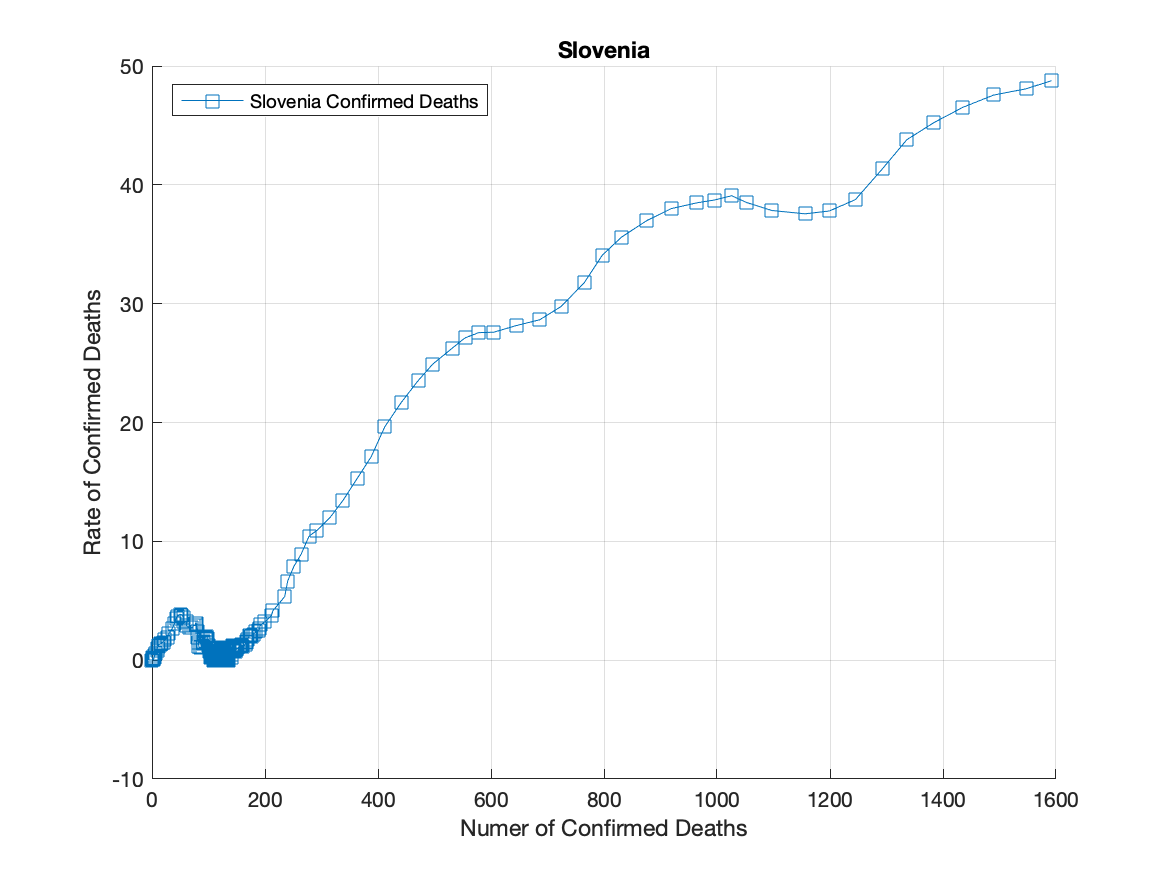 Slovenia
50
Slovenia Confirmed Deaths
40
30
20
10
0
-10
Rate of Confirmed Deaths
0 200 400 600 800 1000 1200 1400 1600
Numer of Confirmed Deaths